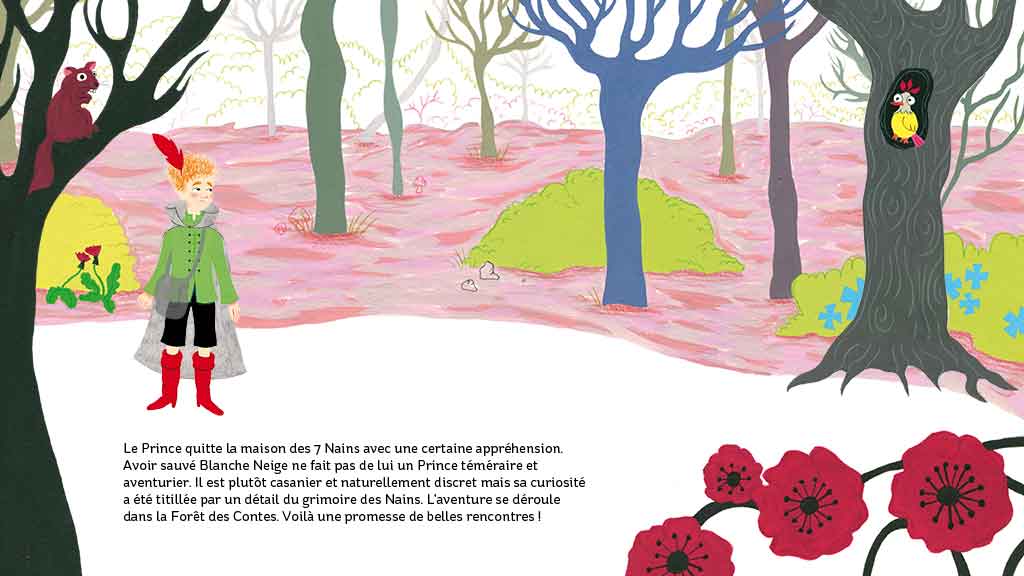 Le Prince quitte la maison des 7 Nains avec une certaine appréhension.
Avoir sauvé Blanche Neige ne fait pas de lui un Prince téméraire et
aventurier. Il est plutôt casanier et naturellement discret mais sa curiosité
a été titillée par un détail du grimoire des Nains. L'aventure se déroule
dans la Forêt des Contes. Voilà une promesse de belles rencontres !